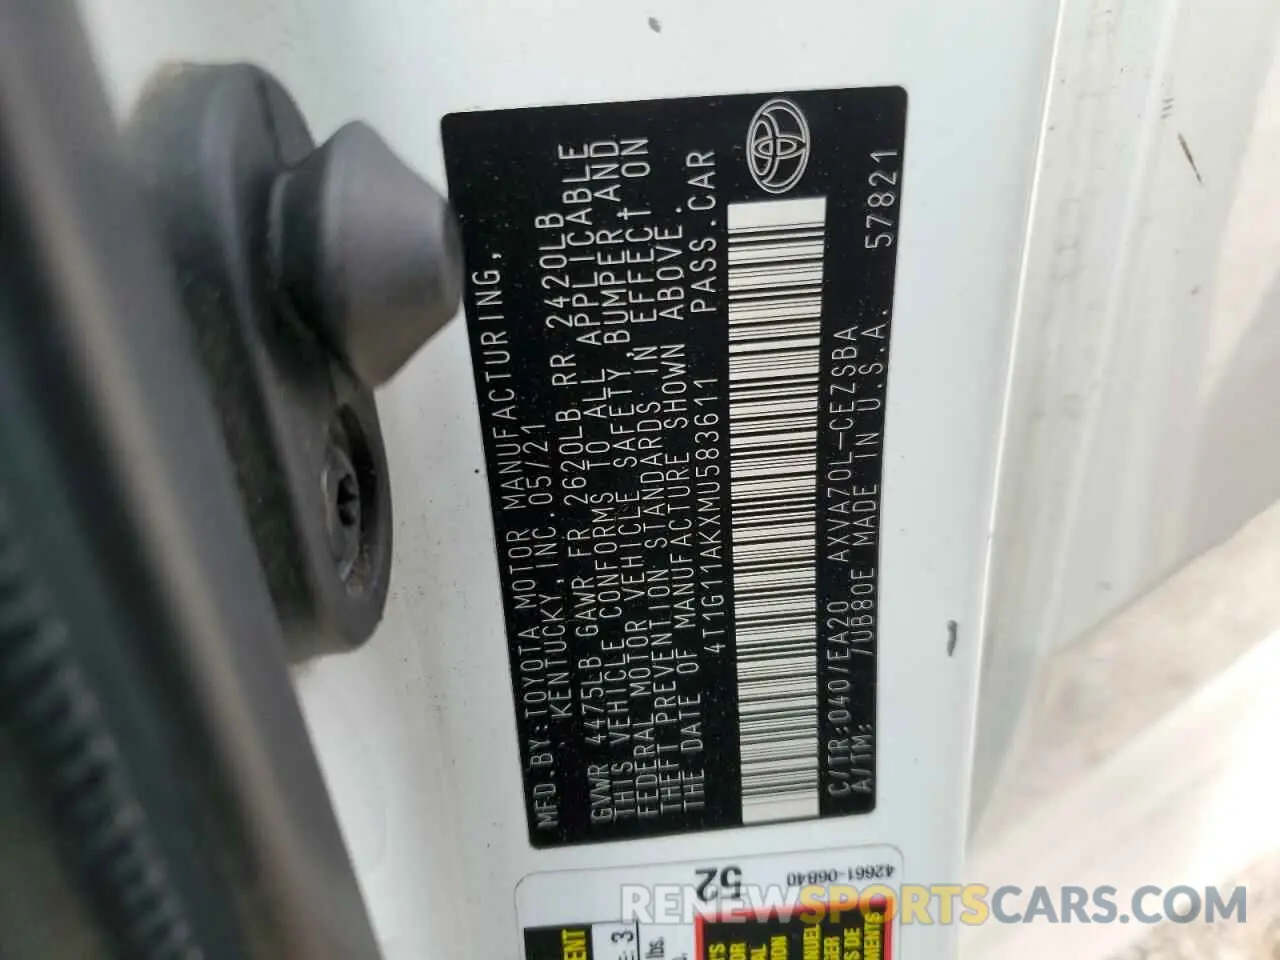 MFD.BY:TOYOTA MOTOR MANUFACTURING,
KENTUCKY, INC.05/21
GVWR 4475LB GAWR FR 2620LB RR 2420LB
THIS VEHICLE CONFORMS TO ALL APPLICABLE
FEDERAL MOTOR VEHICLE SAFETY, BUMPER, AND
THEFT PREVENTION STANDARDS IN EFFECT ON
THE DATE OF MANUFACTURE SHOWN ABOVE.
4T1G11AKXMU583611 PASS.CAR
C/TR:040/EA20 AXVA70L-CEZSBA
A/TM: /UB80E MADE IN U.S.A. 57821
52 42661-06B40
RENEWSPORTSCARS.COM